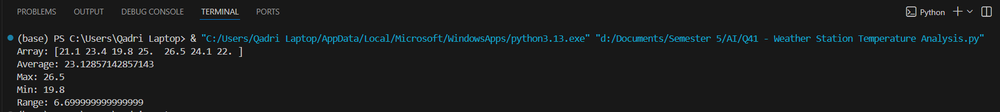 PROBLEMS OUTPUT DEBUG CONSOLE TERMINAL PORTS Python
(base) PS C:\Users\Qadri Laptop> & "C:/Users/Qadri Laptop/AppData/Local/Microsoft/WindowsApps/python3.13.exe" "d:/Documents/Semester 5/AI/Q41 - Weather Station Temperature Analysis.py"
Array: [21.1 23.4 19.8 25.  26.5 24.1 22. ]
Average: 23.12857142857143
Max: 26.5
Min: 19.8
Range: 6.699999999999999